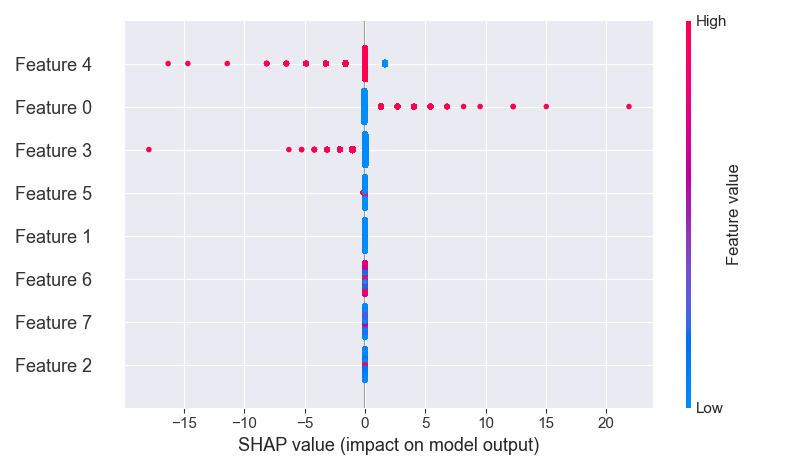 High
Feature 4
Feature 0
Feature 3
Feature 5
Feature 1
Feature 6
Feature 7
Feature 2
Feature value
Low
−15 −10 −5 0 5 10 15 20
SHAP value (impact on model output)